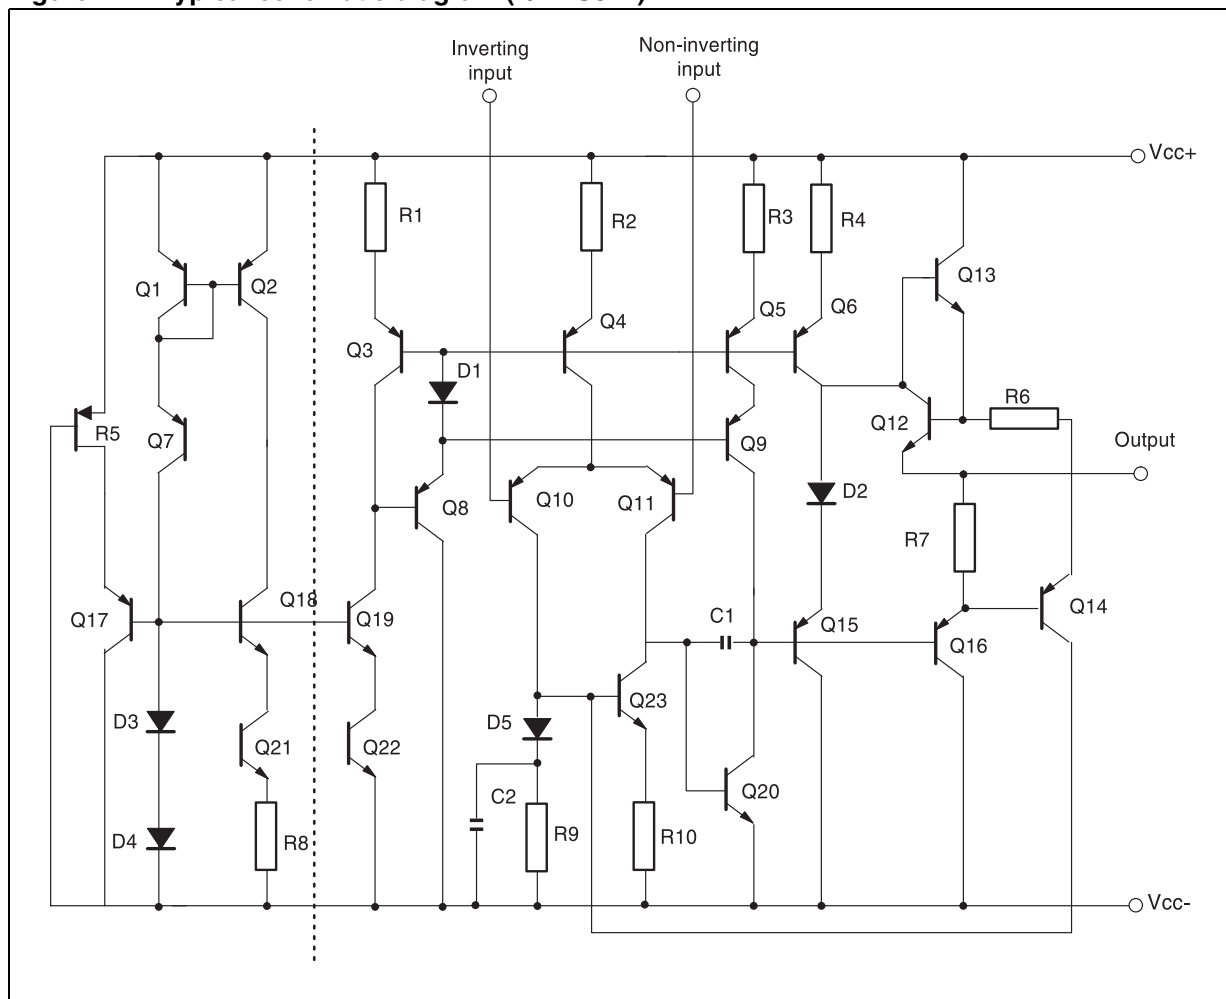 Inverting
input
Non-inverting
input
Vcc+
R1
R2
R3
R4
Q1
Q2
Q13
Q3
D1
Q4
Q5
Q6
R5
Q7
Q12
R6
Q9
Output
Q8
Q10
Q11
D2
R7
Q17
Q18
Q19
C1
Q15
Q16
Q14
D3
Q21
Q22
D5
Q23
C2
Q20
D4
R8
R9
R10
Vcc-